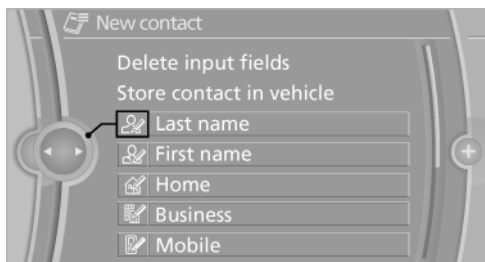 New contact
Delete input fields
Store contact in vehicle
Last name
First name
Home
Business
Mobile